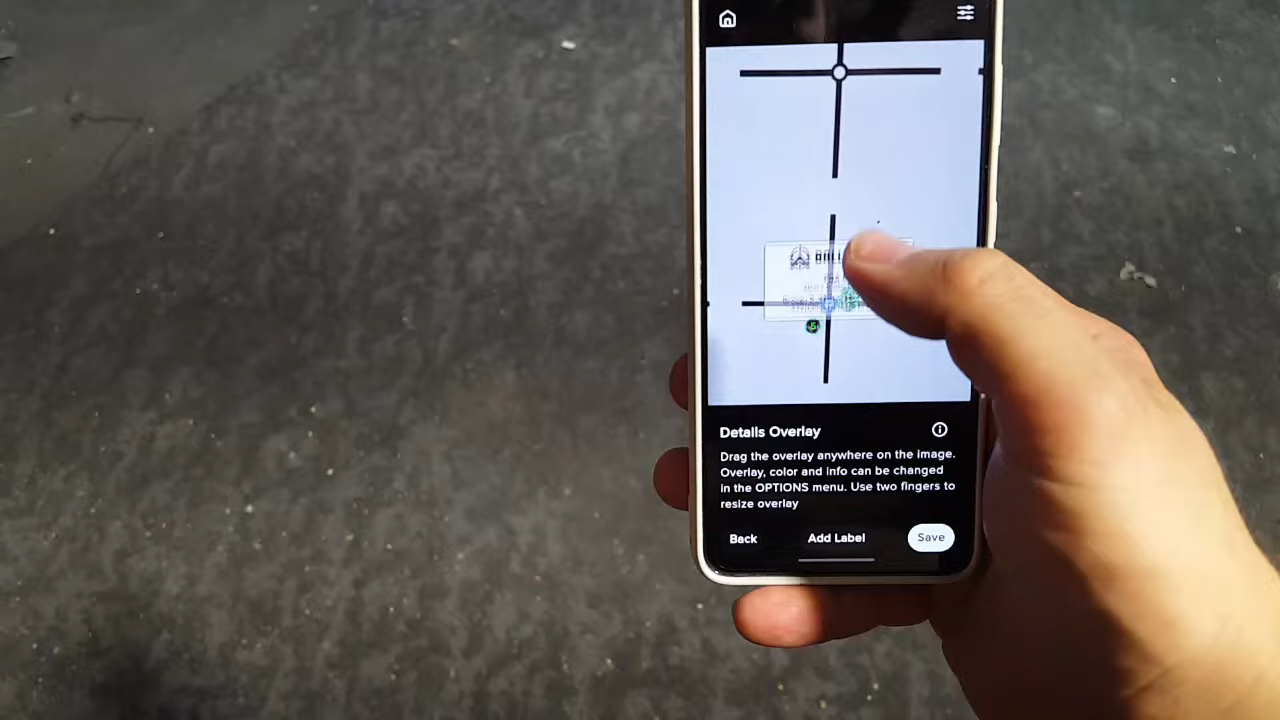 Details Overlay
Drag the overlay anywhere on the image.
Overlay, color and info can be changed
in the OPTIONS menu. Use two fingers to
resize overlay
Back
Add Label
Save